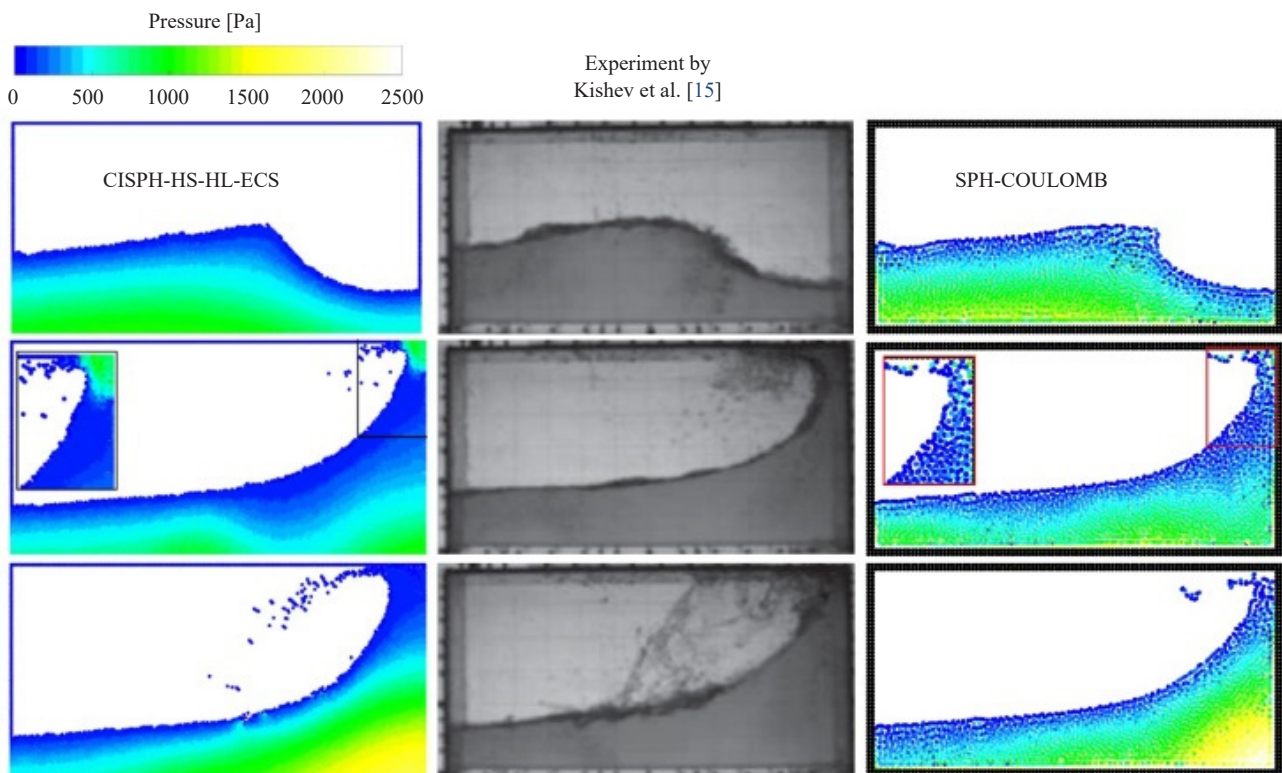 Pressure [Pa]
0 500 1000 1500 2000 2500
Experiment by
Kishev et al. [15]
CISPH-HS-HL-ECS
SPH-COULOMB